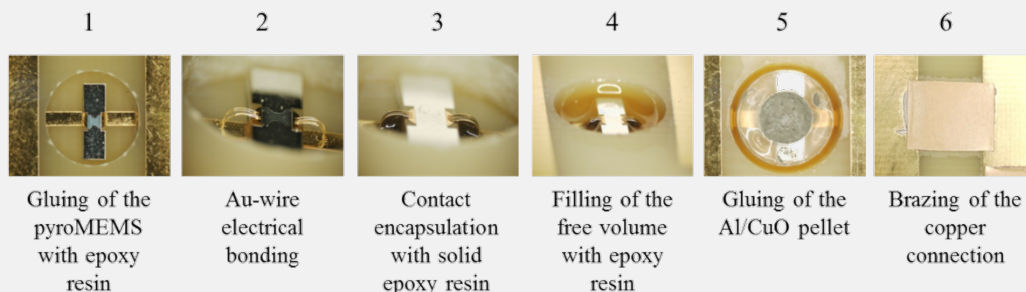 1
2
3
4
5
6
Gluing of the
pyroMEMS
with epoxy
resin
Au-wire
electrical
bonding
Contact
encapsulation
with solid
epoxy resin
Filling of the
free volume
with epoxy
resin
Gluing of the
Al/CuO pellet
Brazing of the
copper
connection